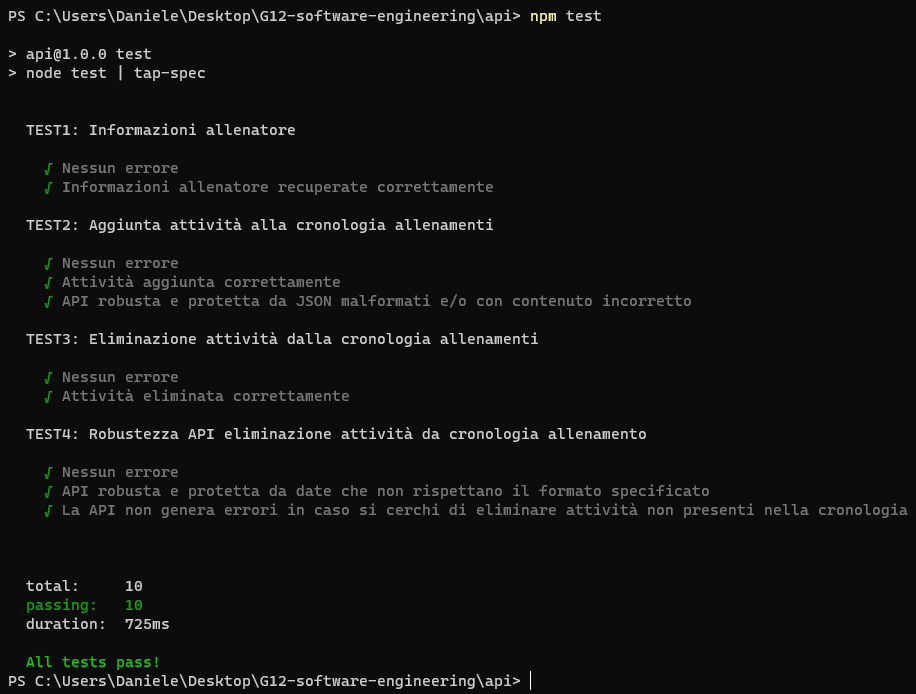 PS C:\Users\Daniele\Desktop\G12-software-engineering\api> npm test
> api@1.0.0 test
> node test | tap-spec
TEST1: Informazioni allenatore
√ Nessun errore
√ Informazioni allenatore recuperate correttamente
TEST2: Aggiunta attività alla cronologia allenamenti
√ Nessun errore
√ Attività aggiunta correttamente
√ API robusta e protetta da JSON malformati e/o con contenuto incorretto
TEST3: Eliminazione attività dalla cronologia allenamenti
√ Nessun errore
√ Attività eliminata correttamente
TEST4: Robustezza API eliminazione attività da cronologia allenamento
√ Nessun errore
√ API robusta e protetta da date che non rispettano il formato specificato
√ La API non genera errori in caso si cerchi di eliminare attività non presenti nella cronologia
total: 10
passing: 10
duration: 725ms
All tests pass!
PS C:\Users\Daniele\Desktop\G12-software-engineering\api>